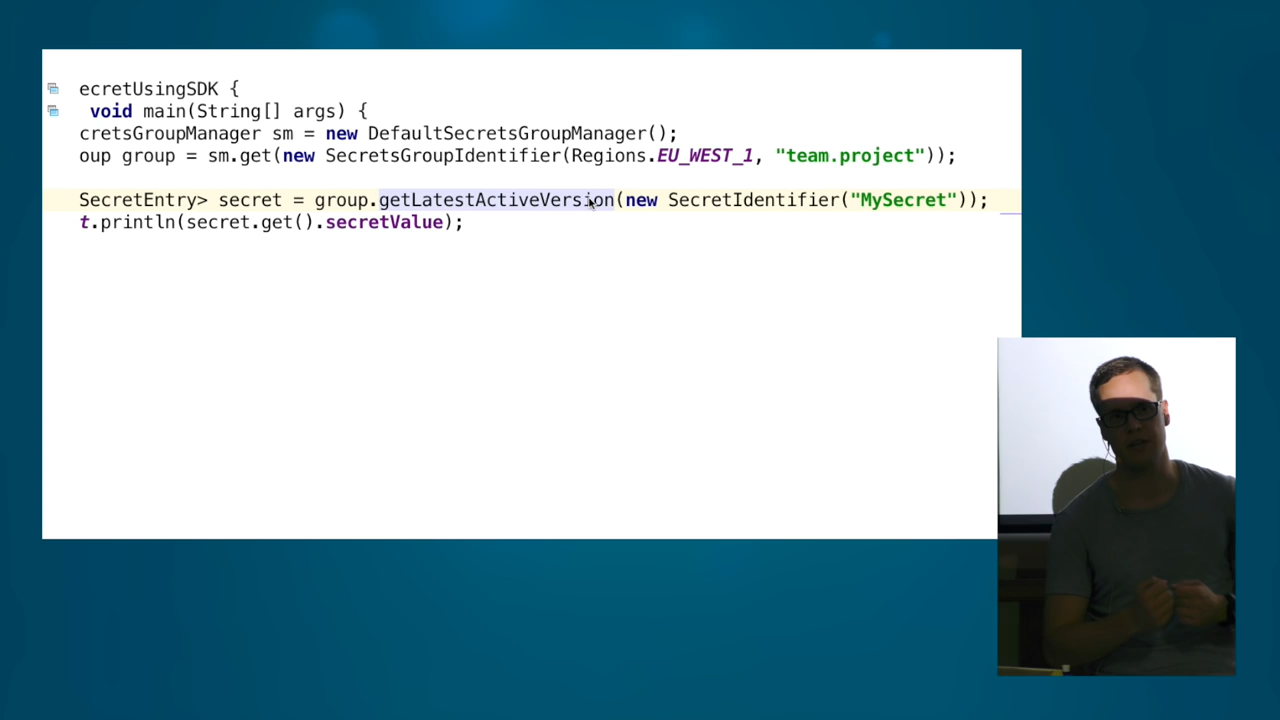 ecretUsingSDK {
void main(String[] args) {
cretsGroupManager sm = new DefaultSecretsGroupManager();
oup group = sm.get(new SecretsGroupIdentifier(Regions.EU_WEST_1, "team.project"));
SecretEntry> secret = group.getLatestActiveVersion(new SecretIdentifier("MySecret"));
t.println(secret.get().secretValue);